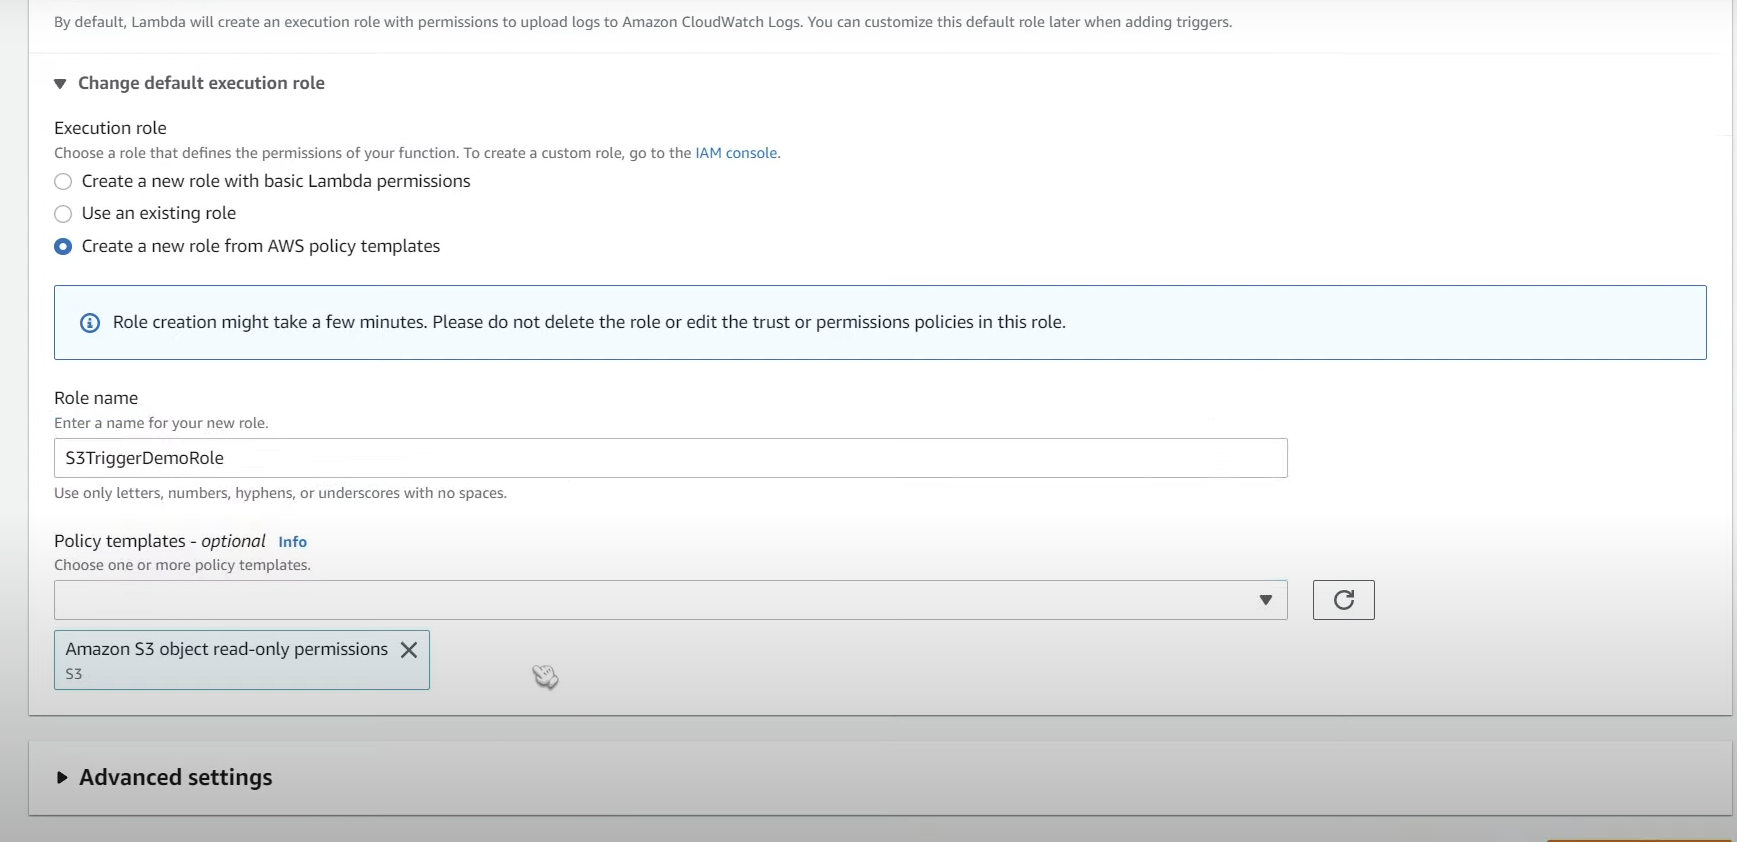 By default, Lambda will create an execution role with permissions to upload logs to Amazon CloudWatch Logs. You can customize this default role later when adding triggers.
Change default execution role
Execution role
Choose a role that defines the permissions of your function. To create a custom role, go to the IAM console.
Create a new role with basic Lambda permissions
Use an existing role
Create a new role from AWS policy templates
Role creation might take a few minutes. Please do not delete the role or edit the trust or permissions policies in this role.
Role name
Enter a name for your new role.
S3TriggerDemoRole
Use only letters, numbers, hyphens, or underscores with no spaces.
Policy templates - optional Info
Choose one or more policy templates.
Amazon S3 object read-only permissions
S3
Advanced settings